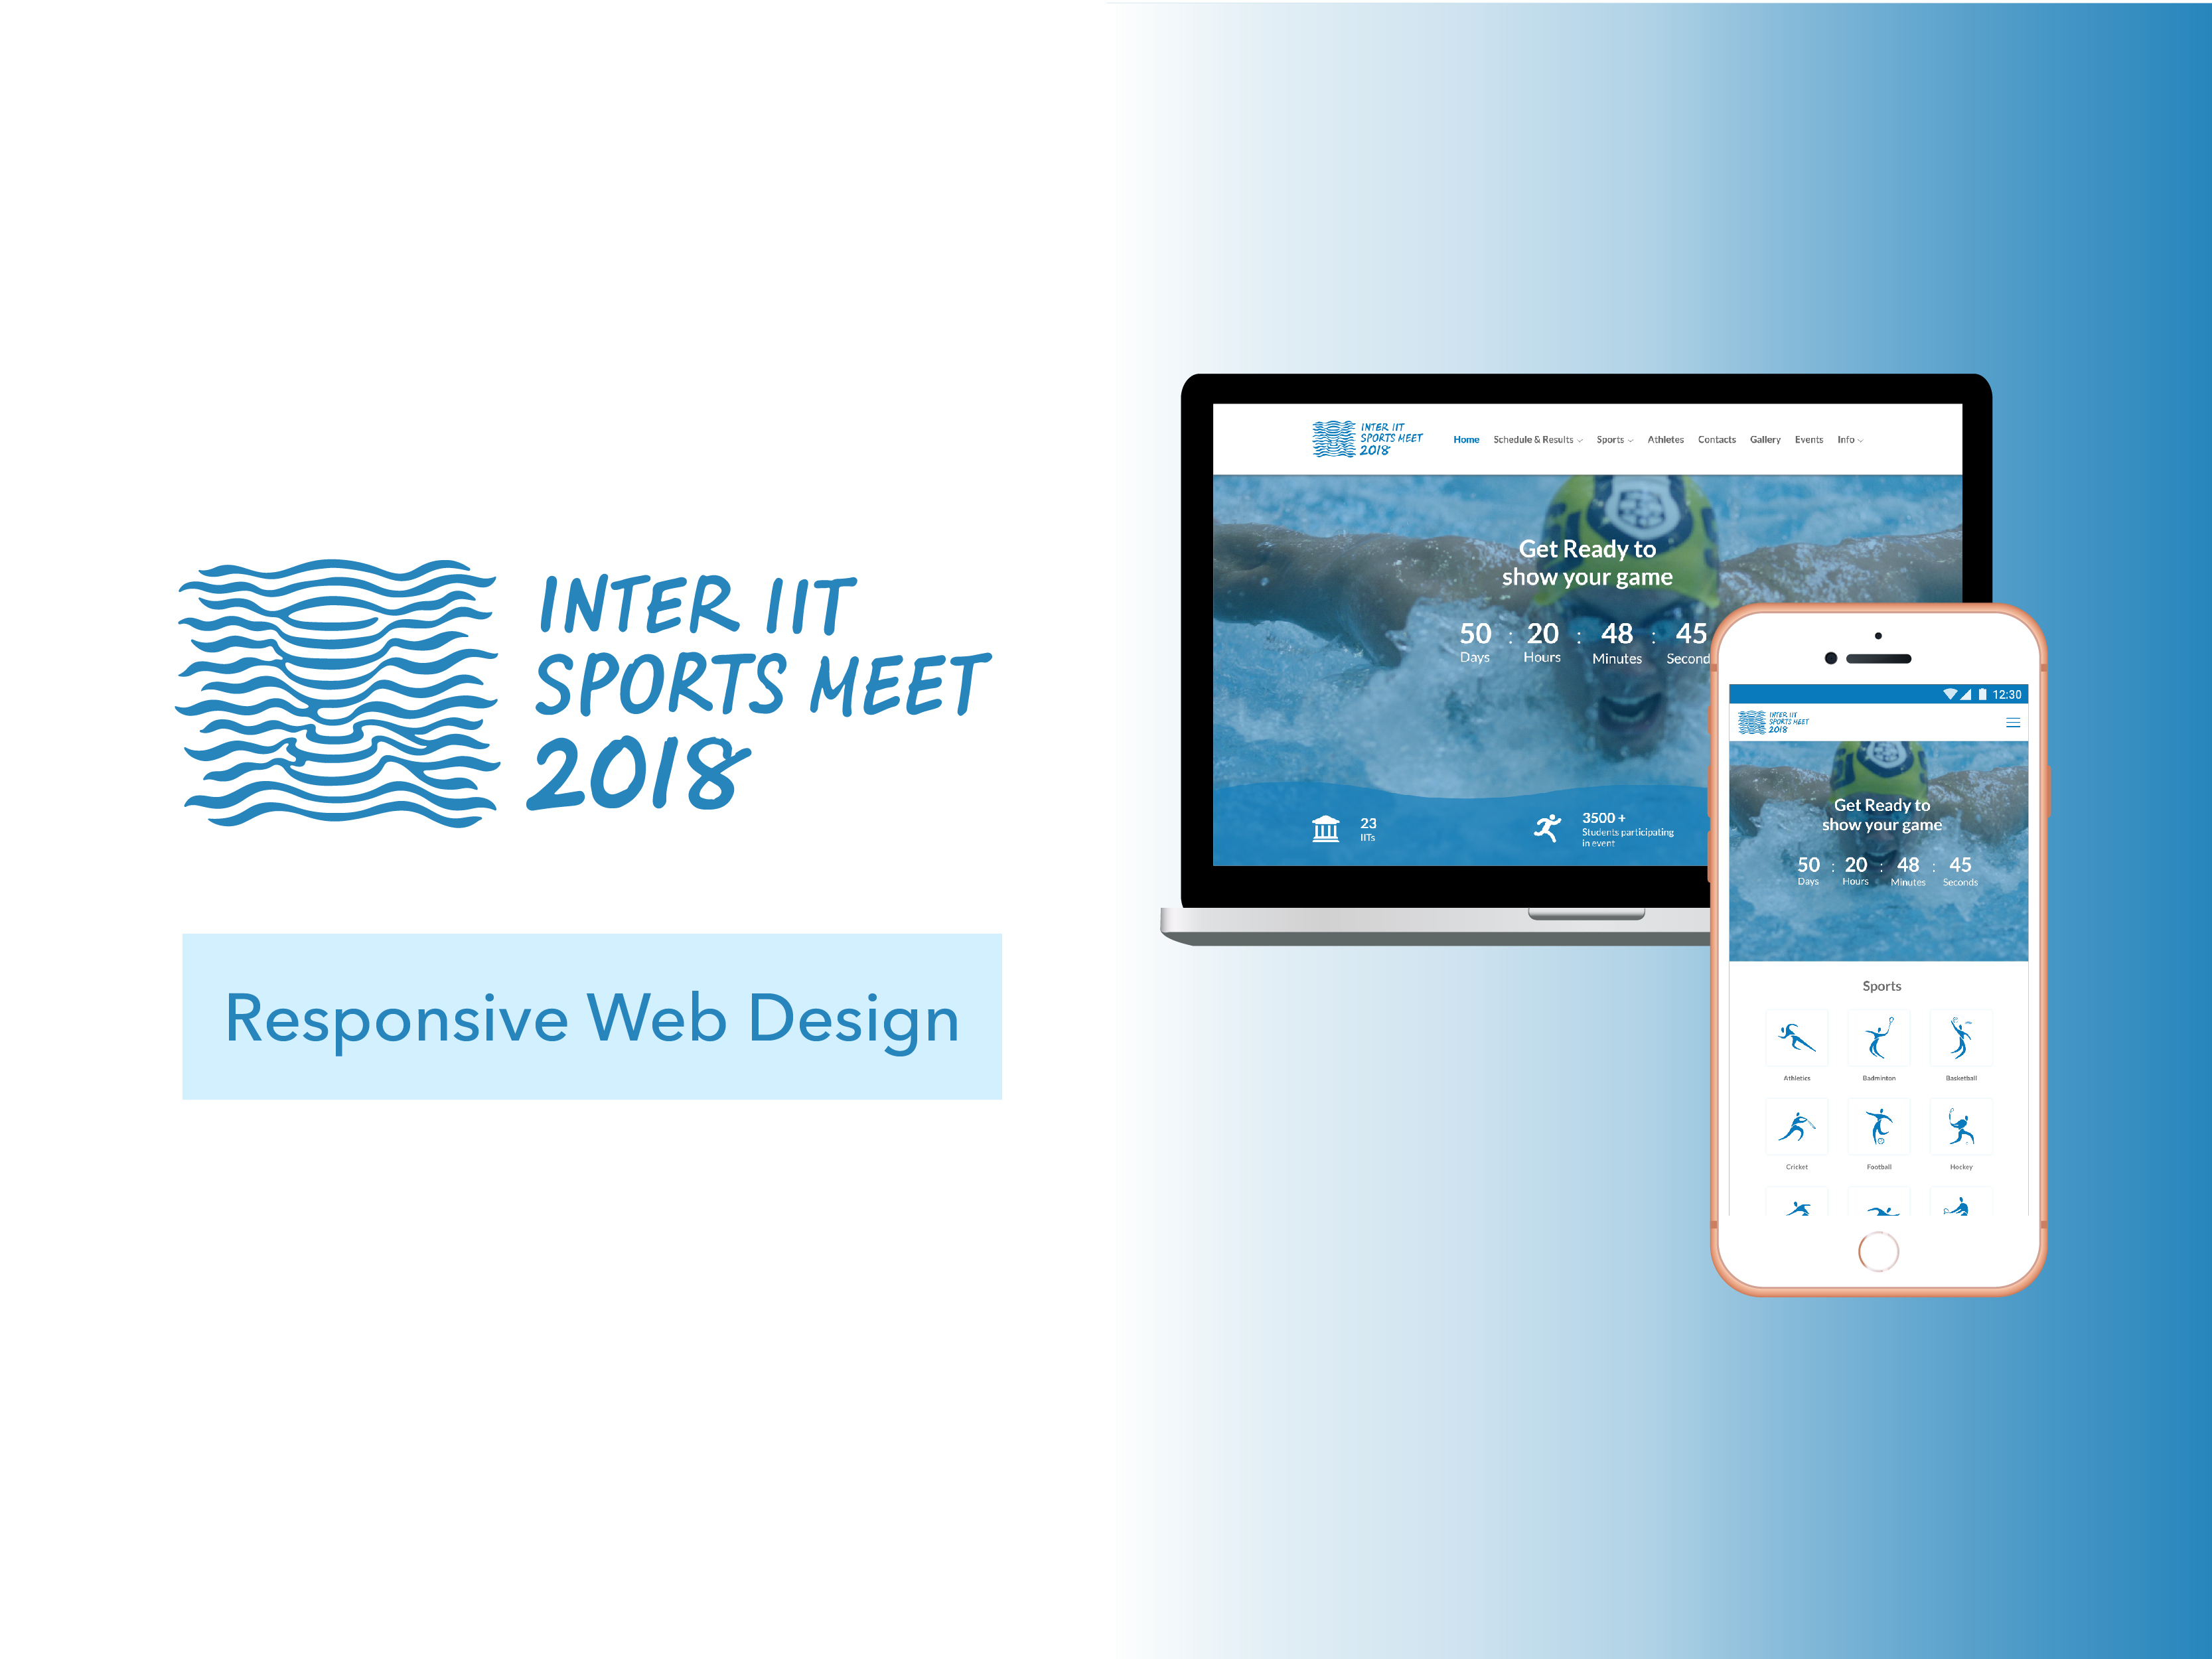 INTER IIT
SPORTS MEET
2018
Responsive Web Design
INTER IIT
SPORTS MEET
2018
Home Schedule & Results Sports Athletes Contacts Gallery Events Info
Get Ready to
show your game
50 : 20 : 48 : 45
Days Hours Minutes Second
23
IITs
3500 +
Students participating
in event
12:30
INTER IIT
SPORTS MEET
2018
Get Ready to
show your game
50 : 20 : 48 : 45
Days Hours Minutes Seconds
Sports
Athletics Badminton Basketball
Cricket Football Hockey